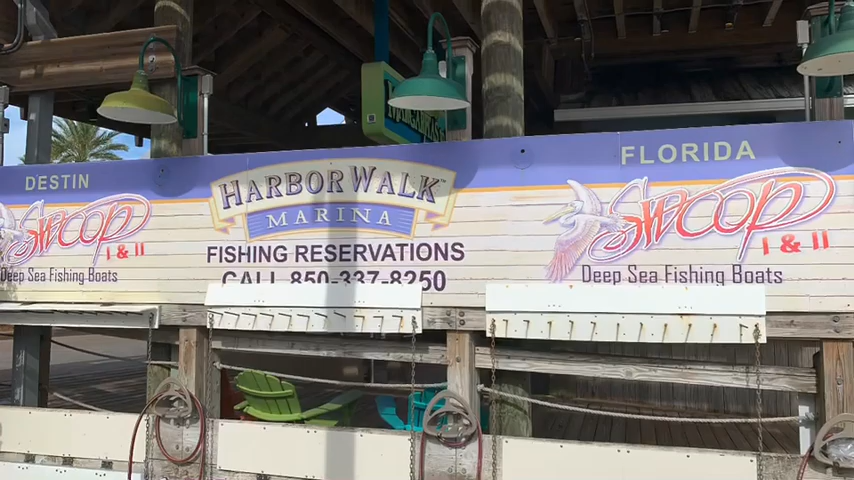 DESTIN
SWOOP
I & II
Deep Sea Fishing Boats
HARBORWALK™
MARINA
FISHING RESERVATIONS
CALL 850-337-8250
FLORIDA
SWOOP
I & II
Deep Sea Fishing Boats